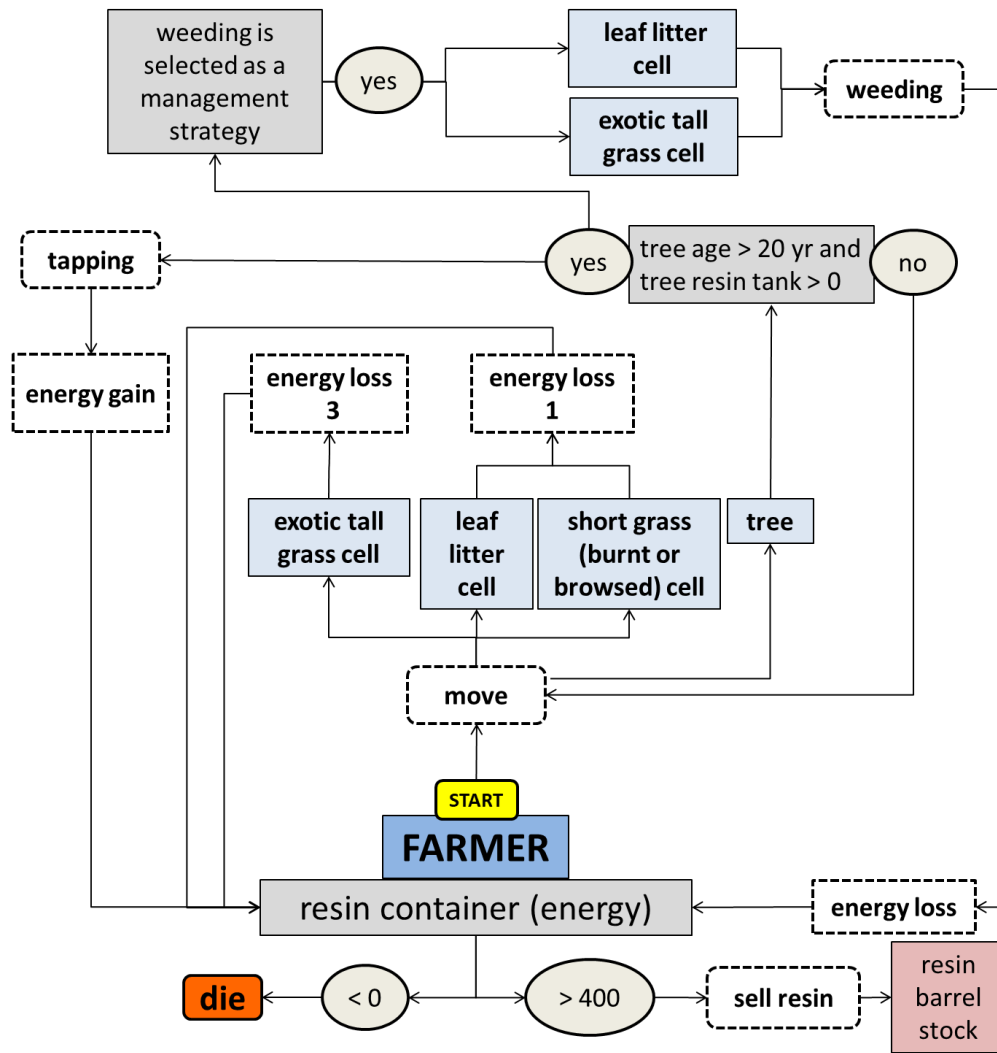 weeding is
selected as a
management
strategy
yes
leaf litter
cell
exotic tall
grass cell
weeding
tapping
yes
tree age > 20 yr and
tree resin tank > 0
no
energy gain
energy loss
3
energy loss
1
exotic tall
grass cell
leaf
litter
cell
short grass
(burnt or
browsed) cell
tree
move
START
FARMER
resin container (energy)
energy loss
die
< 0
> 400
sell resin
resin
barrel
stock